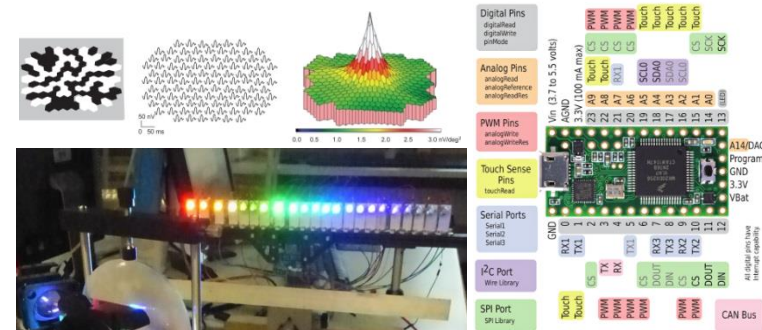 50 nV
0 50 ms
0.0 0.5 1.0 1.5 2.0 2.5 3.0 nV/deg²
Digital Pins
digitalRead
digitalWrite
pinMode
Analog Pins
analogRead
analogReference
analogReadRes
PWM Pins
analogWrite
analogWriteRes
Touch Sense
Pins
touchRead
Serial Ports
Serial1
Serial2
Serial3
I²C Port
Wire Library
SPI Port
SPI Library
PWM PWM PWM PWM Touch Touch Touch Touch
CS CS CS CS SCL0 SDA0 SDA0 SCL0 CS SCK SCK
Touch Touch RX1
Vin (3.7 to 5.5 volts)
AGND
3.3V (100 mA max)
A9 A8 A7 A6 A5 A4 A3 A2 A1 A0 (LED)
23 22 21 20 19 18 17 16 15 14 13
A14/DAC
Program
GND
3.3V
VBat
GND 0 1 2 3 4 5 6 7 8 9 10 11 12
RX1 TX1 TX1 RX3 TX3 RX2 TX2
CS TX RX CS DOUT DIN CS CS DOUT DIN
Touch Touch PWM PWM PWM PWM PWM PWM
All digital pins have
Interrupt capability.
CAN Bus